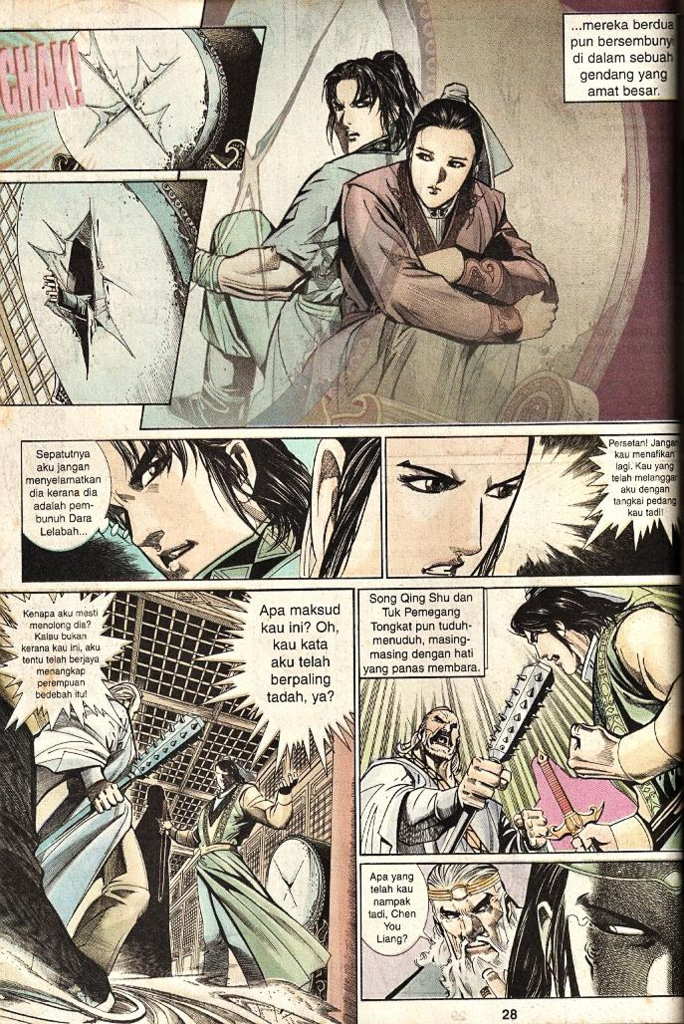 CHAK!
...mereka berdua
pun bersembunyi
di dalam sebuah
gendang yang
amat besar.
Sepatutnya
aku jangan
menyelamatkan
dia kerana dia
adalah pem-
bunuh Dara
Lelabah...
Persetan! Jangan
kau menafikan
lagi. Kau yang
telah melanggar
aku dengan
tangkai pedang
kau tadi!
Kenapa aku mesti
menolong dia?
Kalau bukan
kerana kau ini, aku
tentu telah berjaya
menangkap
perempuan
bedebah itu!
Apa maksud
kau ini? Oh,
kau kata
aku telah
berpaling
tadah, ya?
Song Qing Shu dan
Tuk Pemegang
Tongkat pun tuduh-
menuduh, masing-
masing dengan hati
yang panas membara.
Apa yang
telah kau
nampak
tadi, Chen
You
Liang?
28